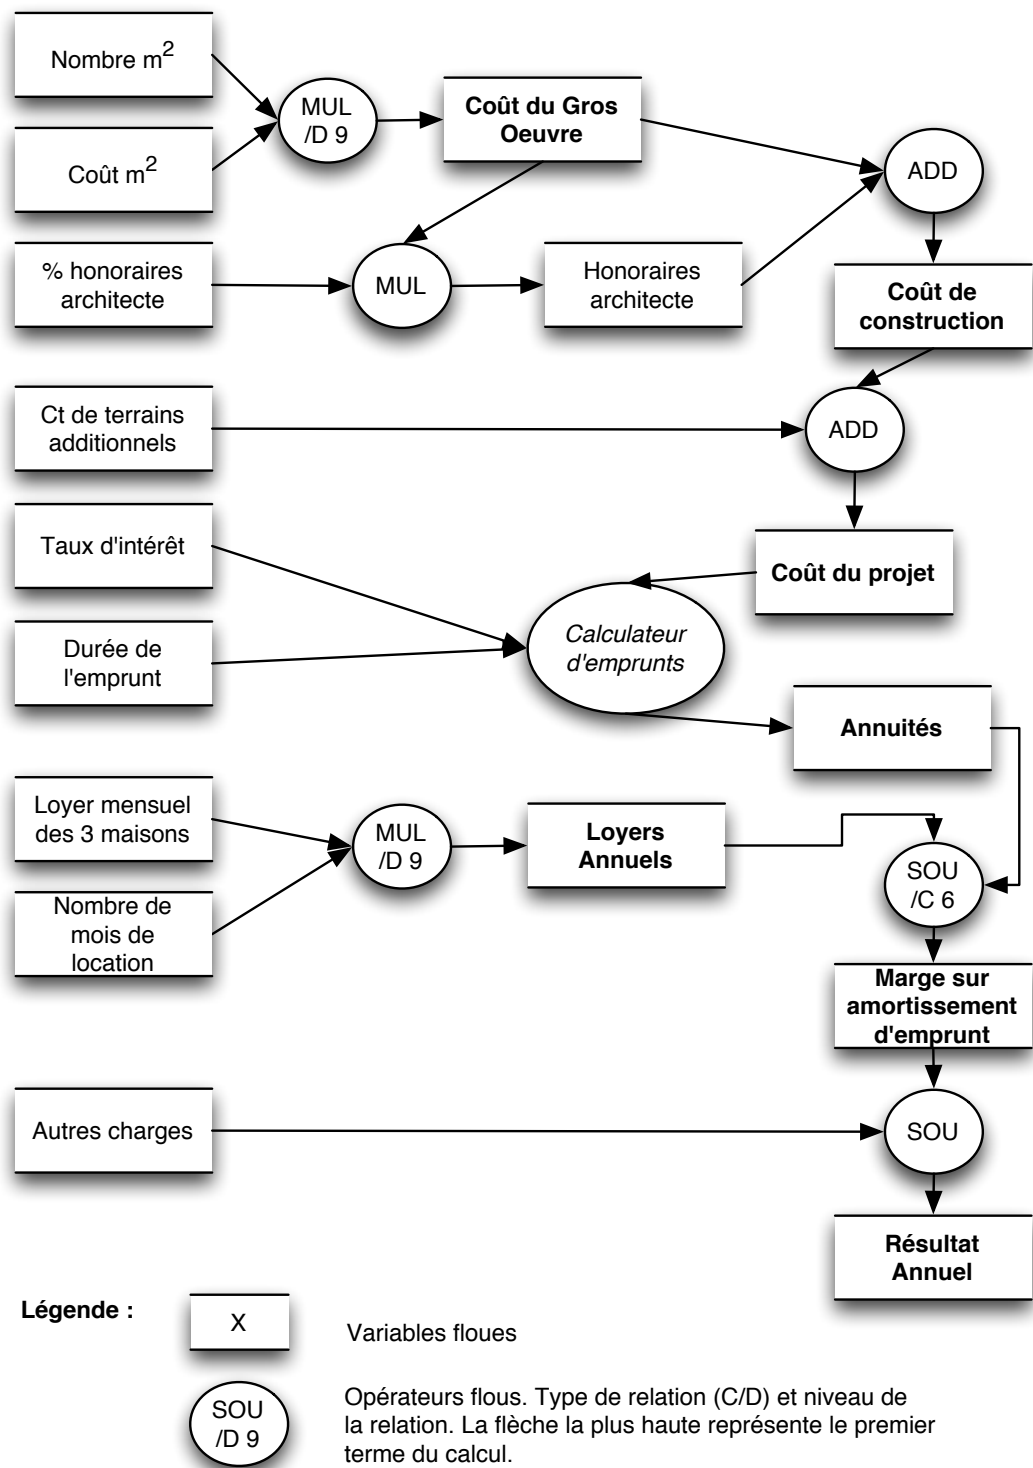 Nombre m²
MUL
/D 9
Coût du Gros
Oeuvre
Coût m²
ADD
% honoraires
architecte
MUL
Honoraires
architecte
Coût de
construction
Ct de terrains
additionnels
ADD
Taux d'intérêt
Coût du projet
Durée de
l'emprunt
Calculateur
d'emprunts
Annuités
Loyer mensuel
des 3 maisons
MUL
/D 9
Loyers
Annuels
SOU
/C 6
Nombre de
mois de
location
Marge sur
amortissement
d'emprunt
Autres charges
SOU
Résultat
Annuel
Légende :
X
Variables floues
SOU
/D 9
Opérateurs flous. Type de relation (C/D) et niveau de
la relation. La flèche la plus haute représente le premier
terme du calcul.